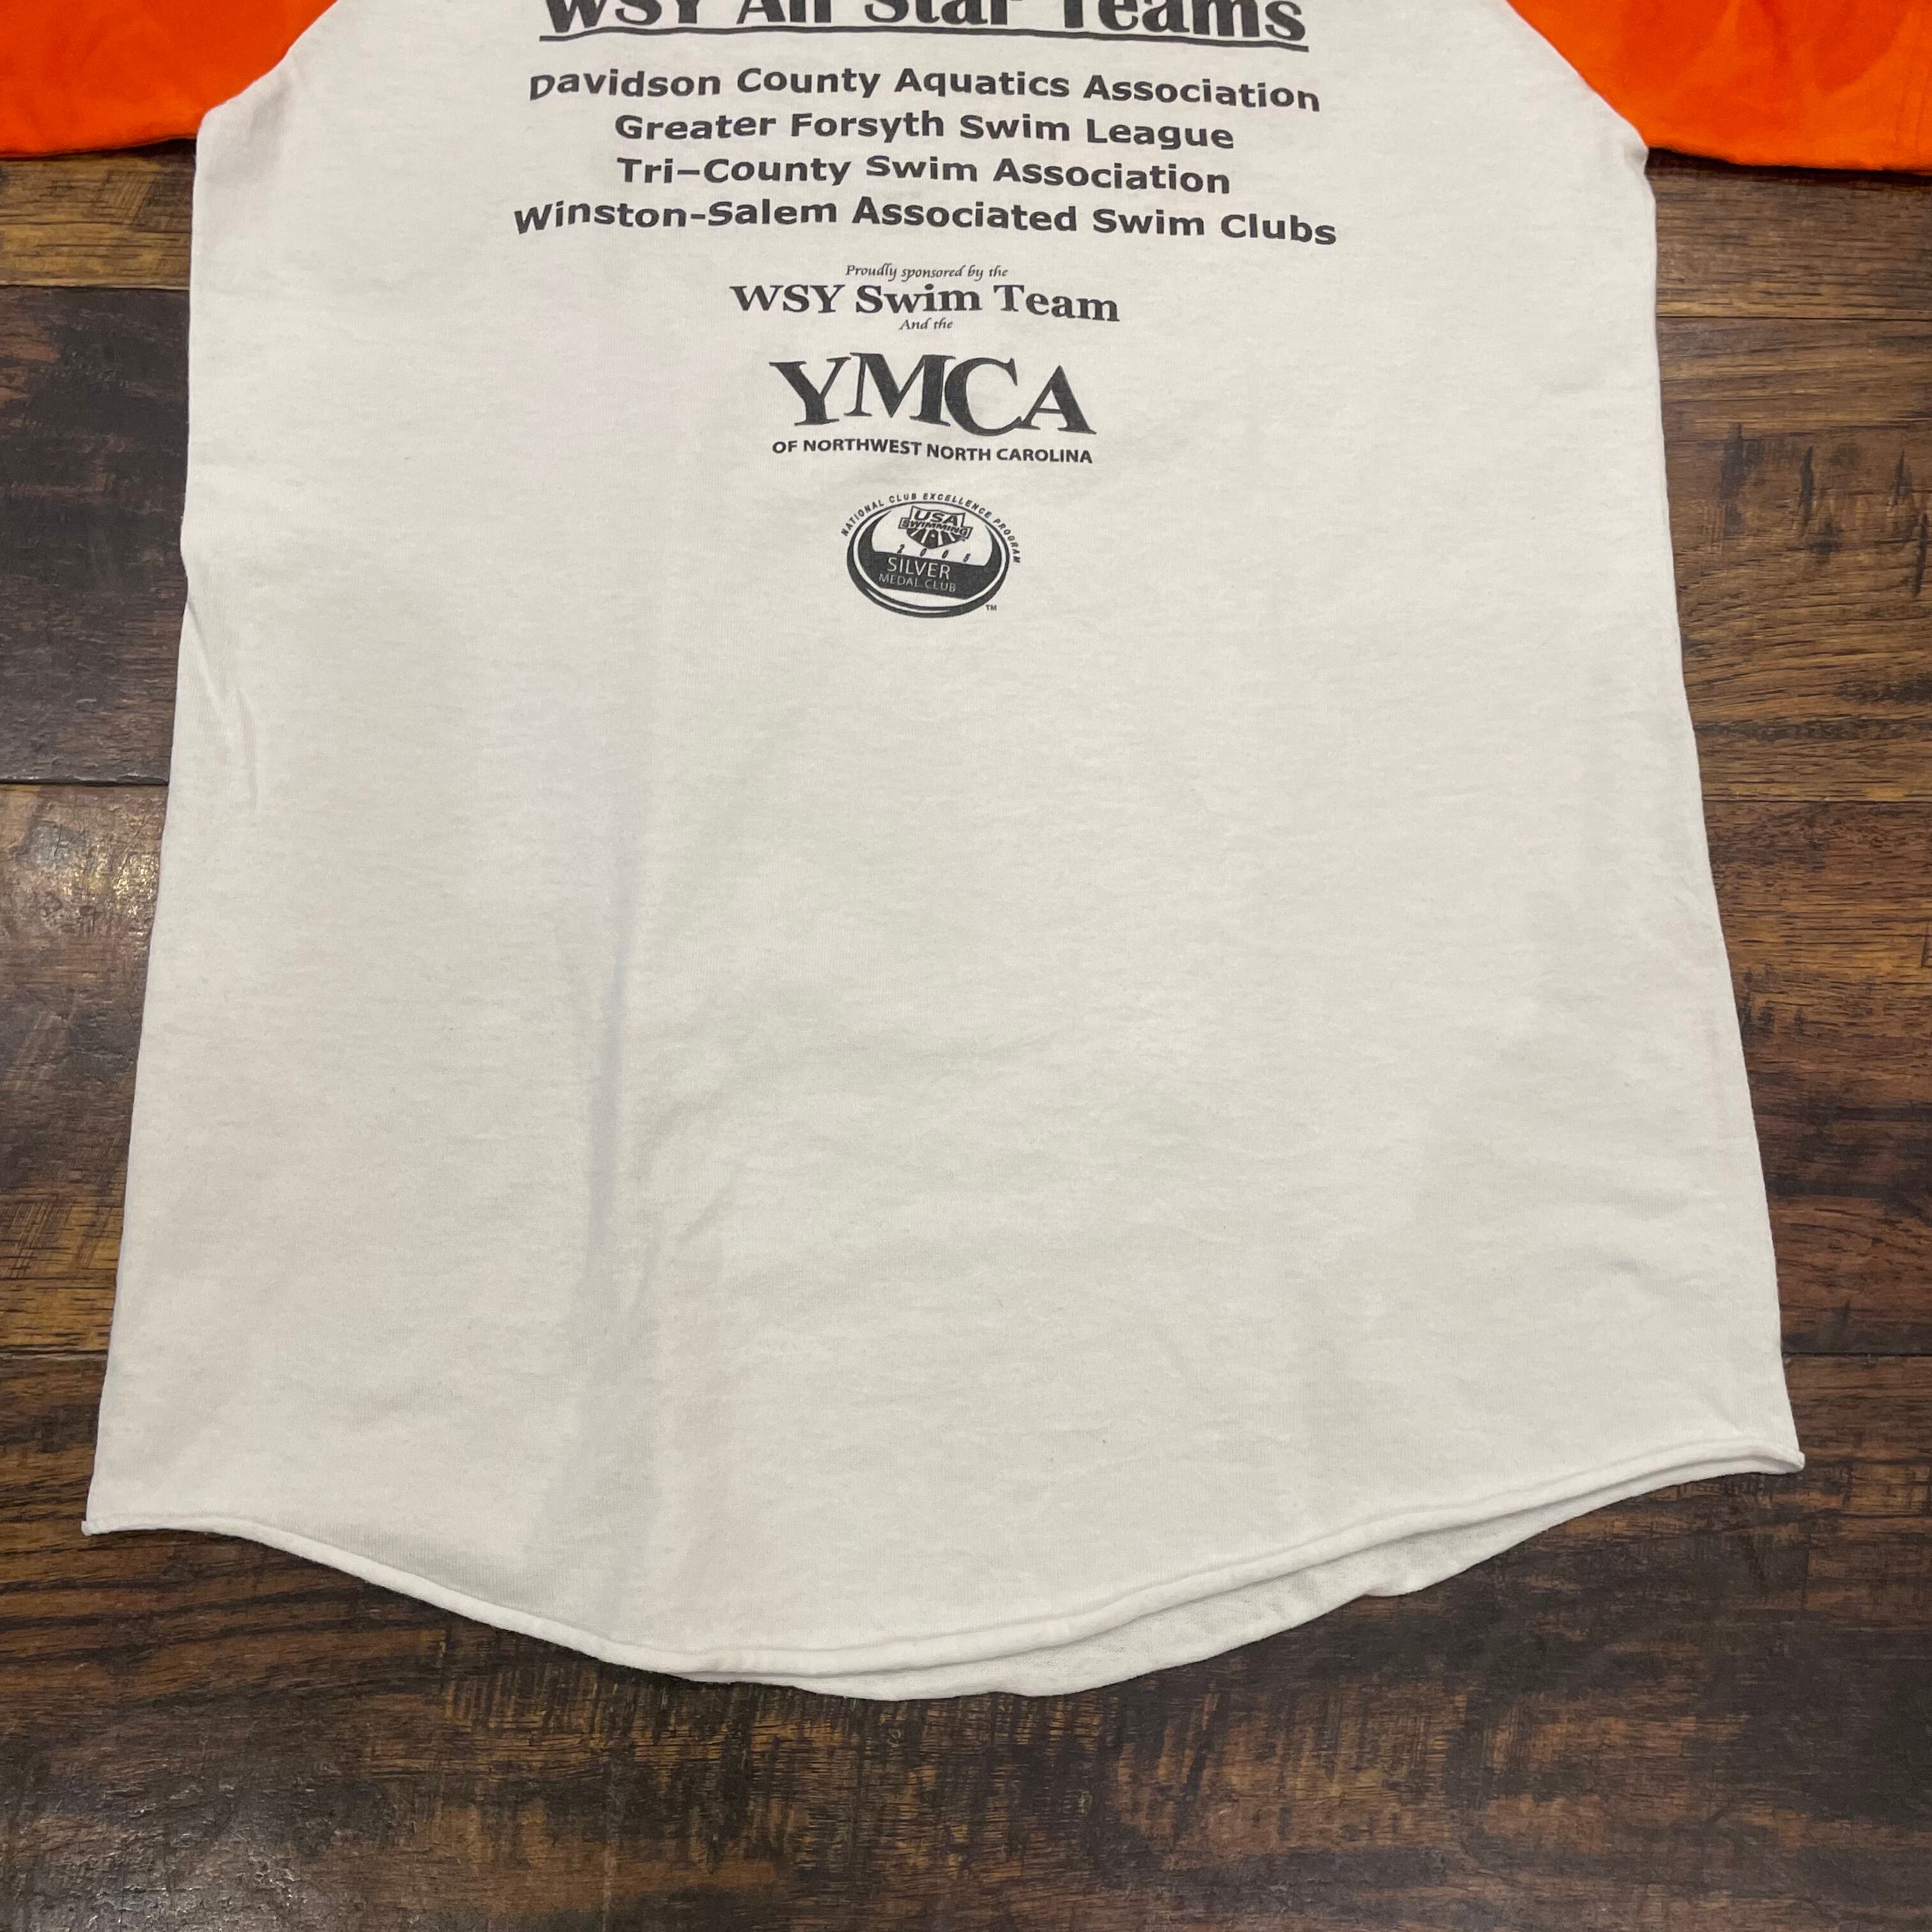 WSY All Star Teams
Davidson County Aquatics Association
Greater Forsyth Swim League
Tri-County Swim Association
Winston-Salem Associated Swim Clubs
Proudly sponsored by the
WSY Swim Team
And the
YMCA
OF NORTHWEST NORTH CAROLINA
NATIONAL CLUB EXCELLENCE PROGRAM
USA
SWIMMING
2005
SILVER
MEDAL CLUB
TM